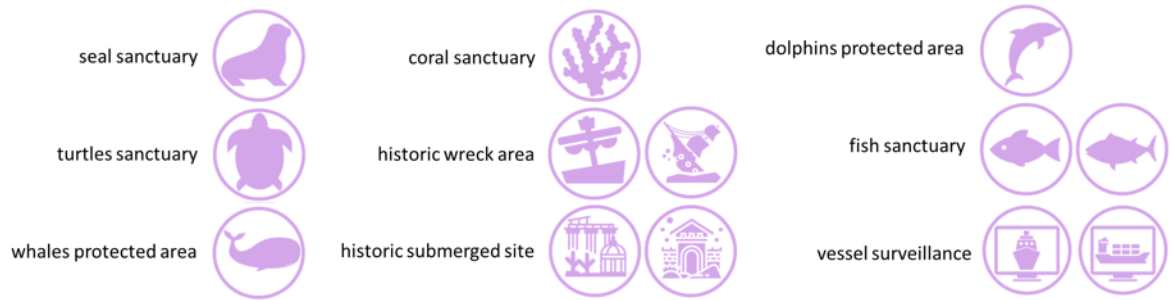 seal sanctuary
coral sanctuary
dolphins protected area
turtles sanctuary
historic wreck area
fish sanctuary
whales protected area
historic submerged site
vessel surveillance